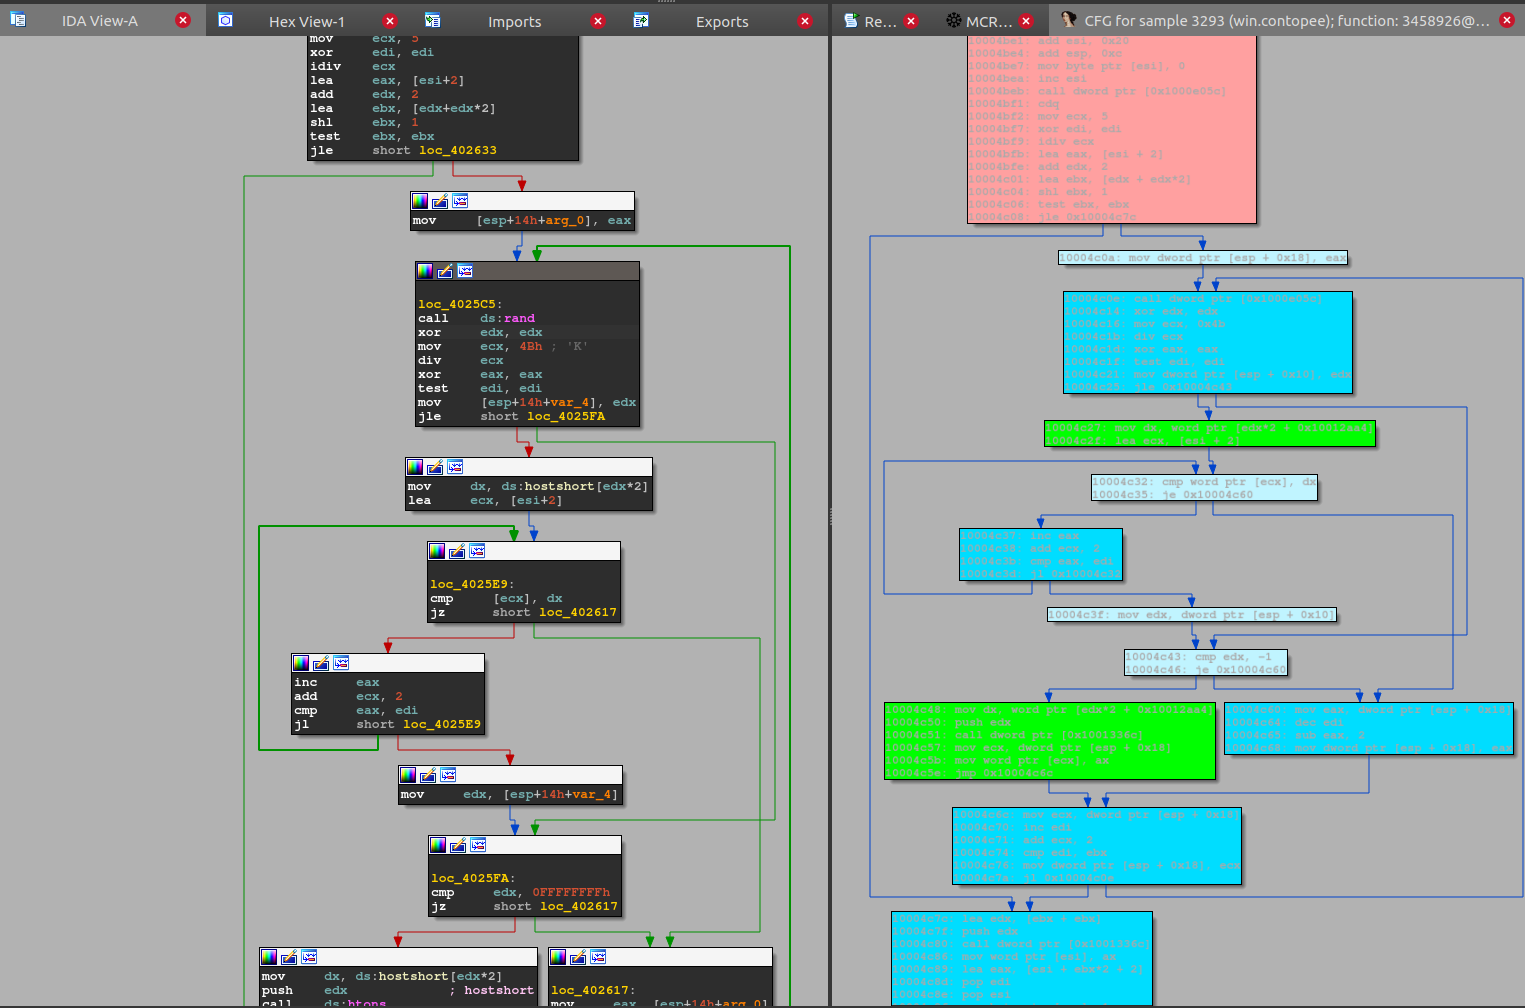 IDA View-A
Hex View-1
Imports
Exports
Re...
MCR...
CFG for sample 3293 (win.contopee); function: 3458926@...
mov ecx, 5
xor edi, edi
idiv ecx
lea eax, [esi+2]
add edx, 2
lea ebx, [edx+edx*2]
shl ebx, 1
test ebx, ebx
jle short loc_402633
mov [esp+14h+arg_0], eax
loc_4025C5:
call ds:rand
xor edx, edx
mov ecx, 4Bh ; 'K'
div ecx
xor eax, eax
test edi, edi
mov [esp+14h+var_4], edx
jle short loc_4025FA
mov dx, ds:hostshort[edx*2]
lea ecx, [esi+2]
loc_4025E9:
cmp [ecx], dx
jz short loc_402617
inc eax
add ecx, 2
cmp eax, edi
jl short loc_4025E9
mov edx, [esp+14h+var_4]
loc_4025FA:
cmp edx, 0FFFFFFFFh
jz short loc_402617
mov dx, ds:hostshort[edx*2]
push edx ; hostshort
call ds:htons
loc_402617:
mov eax, [esp+14h+arg_0]
10004be1: add esi, 0x20
10004be4: add esp, 0xc
10004be7: mov byte ptr [esi], 0
10004bea: inc esi
10004beb: call dword ptr [0x1000e05c]
10004bf1: cdq
10004bf2: mov ecx, 5
10004bf7: xor edi, edi
10004bf9: idiv ecx
10004bfb: lea eax, [esi + 2]
10004bfe: add edx, 2
10004c01: lea ebx, [edx + edx*2]
10004c04: shl ebx, 1
10004c06: test ebx, ebx
10004c08: jle 0x10004c7c
10004c0a: mov dword ptr [esp + 0x18], eax
10004c0e: call dword ptr [0x1000e05c]
10004c14: xor edx, edx
10004c16: mov ecx, 0x4b
10004c1b: div ecx
10004c1d: xor eax, eax
10004c1f: test edi, edi
10004c21: mov dword ptr [esp + 0x10], edx
10004c25: jle 0x10004c43
10004c27: mov dx, word ptr [edx*2 + 0x10012aa4]
10004c2f: lea ecx, [esi + 2]
10004c32: cmp word ptr [ecx], dx
10004c35: je 0x10004c60
10004c37: inc eax
10004c38: add ecx, 2
10004c3b: cmp eax, edi
10004c3d: jl 0x10004c32
10004c3f: mov edx, dword ptr [esp + 0x10]
10004c43: cmp edx, -1
10004c46: je 0x10004c60
10004c48: mov dx, word ptr [edx*2 + 0x10012aa4]
10004c50: push edx
10004c51: call dword ptr [0x1001336c]
10004c57: mov ecx, dword ptr [esp + 0x18]
10004c5b: mov word ptr [ecx], ax
10004c5e: jmp 0x10004c6c
10004c60: mov eax, dword ptr [esp + 0x18]
10004c64: dec edi
10004c65: sub eax, 2
10004c68: mov dword ptr [esp + 0x18], eax
10004c6c: mov ecx, dword ptr [esp + 0x18]
10004c70: inc edi
10004c71: add ecx, 2
10004c74: cmp edi, ebx
10004c76: mov dword ptr [esp + 0x18], ecx
10004c7a: jl 0x10004c0e
10004c7c: lea edx, [ebx + ebx]
10004c7f: push edx
10004c80: call dword ptr [0x1001336c]
10004c86: mov word ptr [esi], ax
10004c89: lea eax, [esi + ebx*2 + 2]
10004c8d: pop edi
10004c8e: pop esi